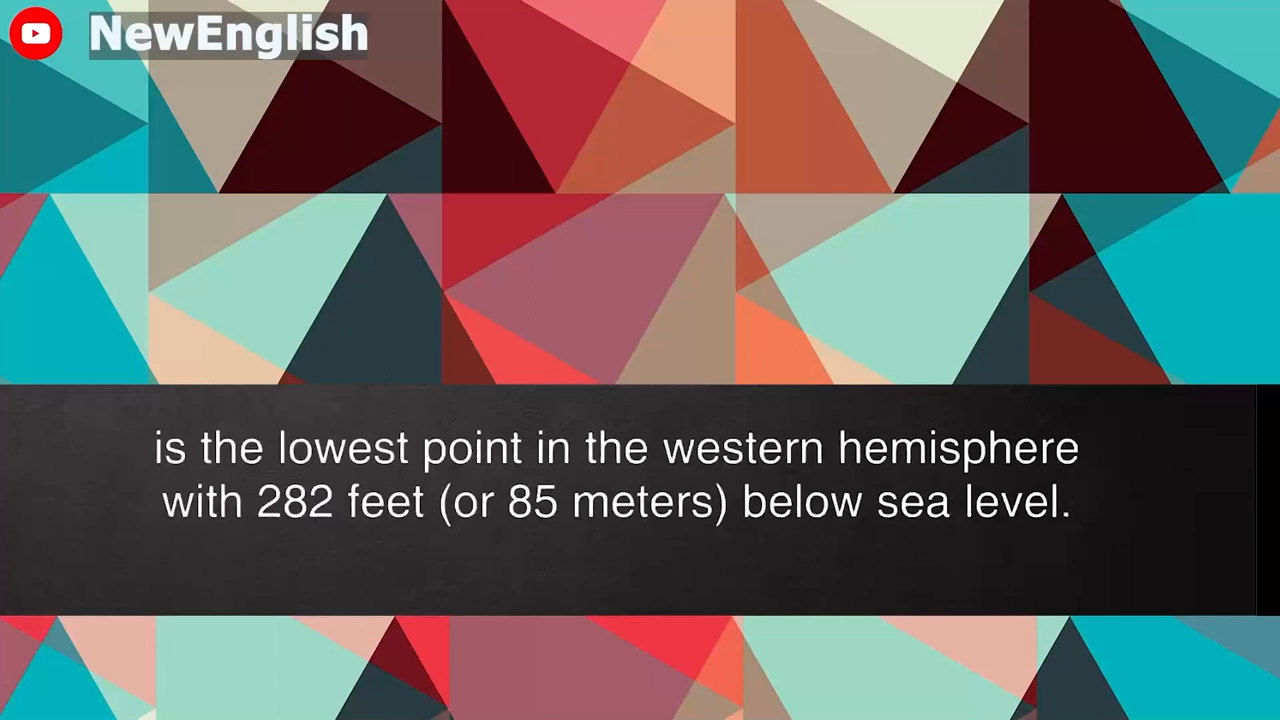 NewEnglish
is the lowest point in the western hemisphere
with 282 feet (or 85 meters) below sea level.